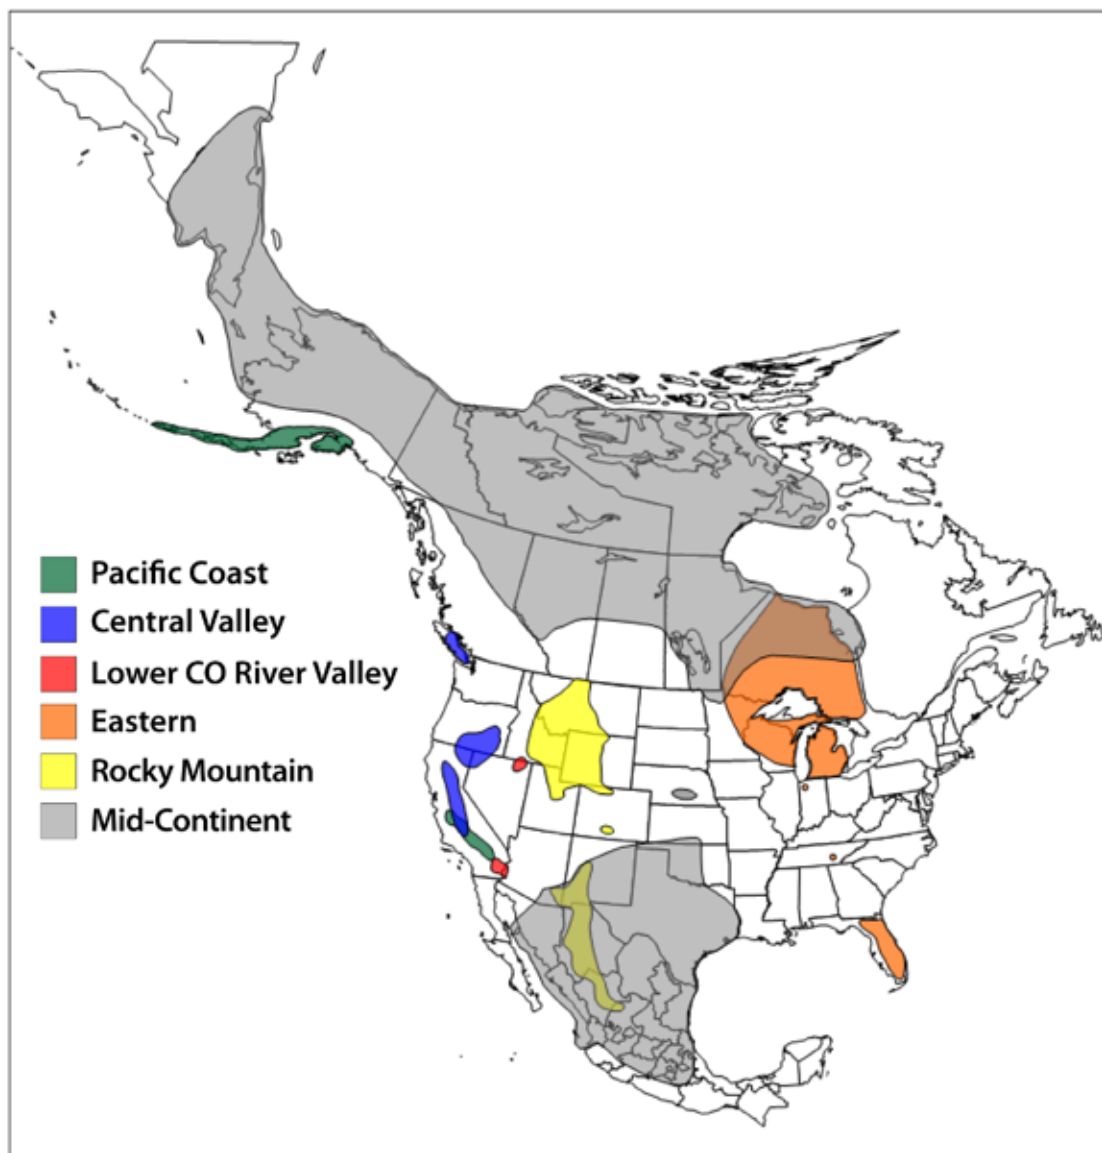 Pacific Coast
Central Valley
Lower CO River Valley
Eastern
Rocky Mountain
Mid-Continent